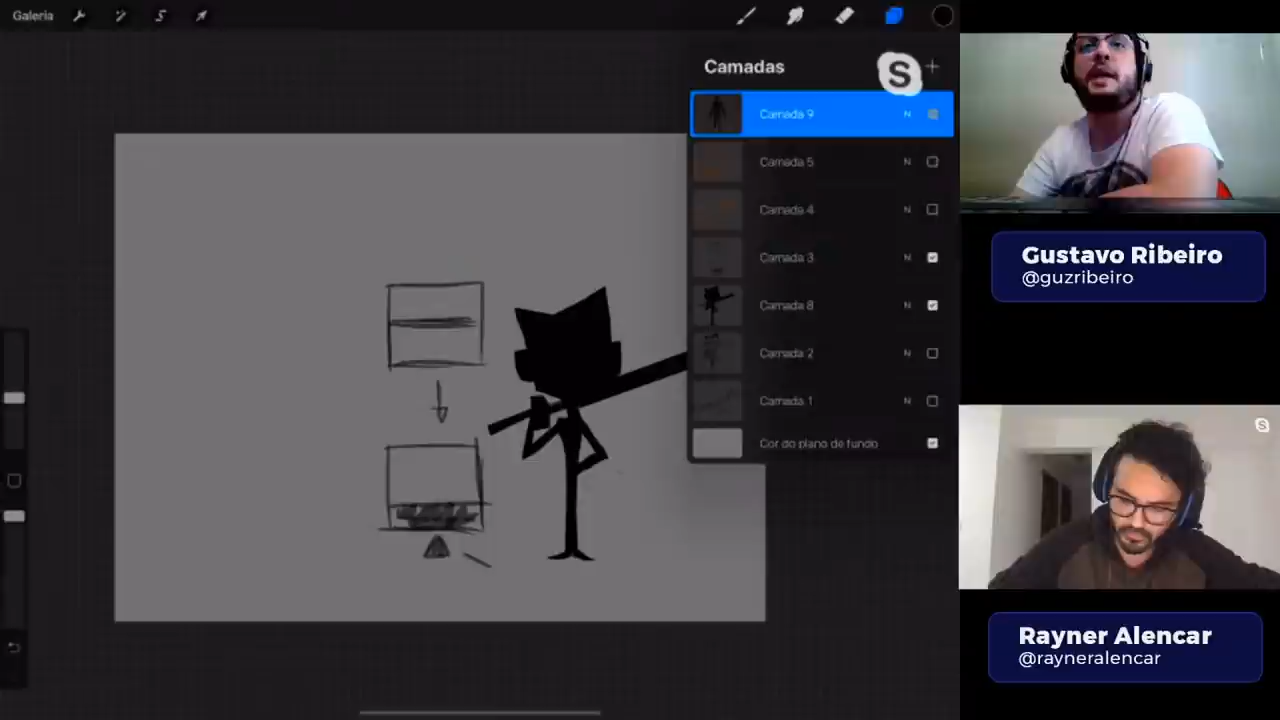 Galeria
Camadas
S
Camada 9 N
Camada 5 N
Camada 4 N
Camada 3 N
Camada 8 N
Camada 2 N
Camada 1 N
Cor do plano de fundo
Gustavo Ribeiro
@guzribeiro
Rayner Alencar
@rayneralencar